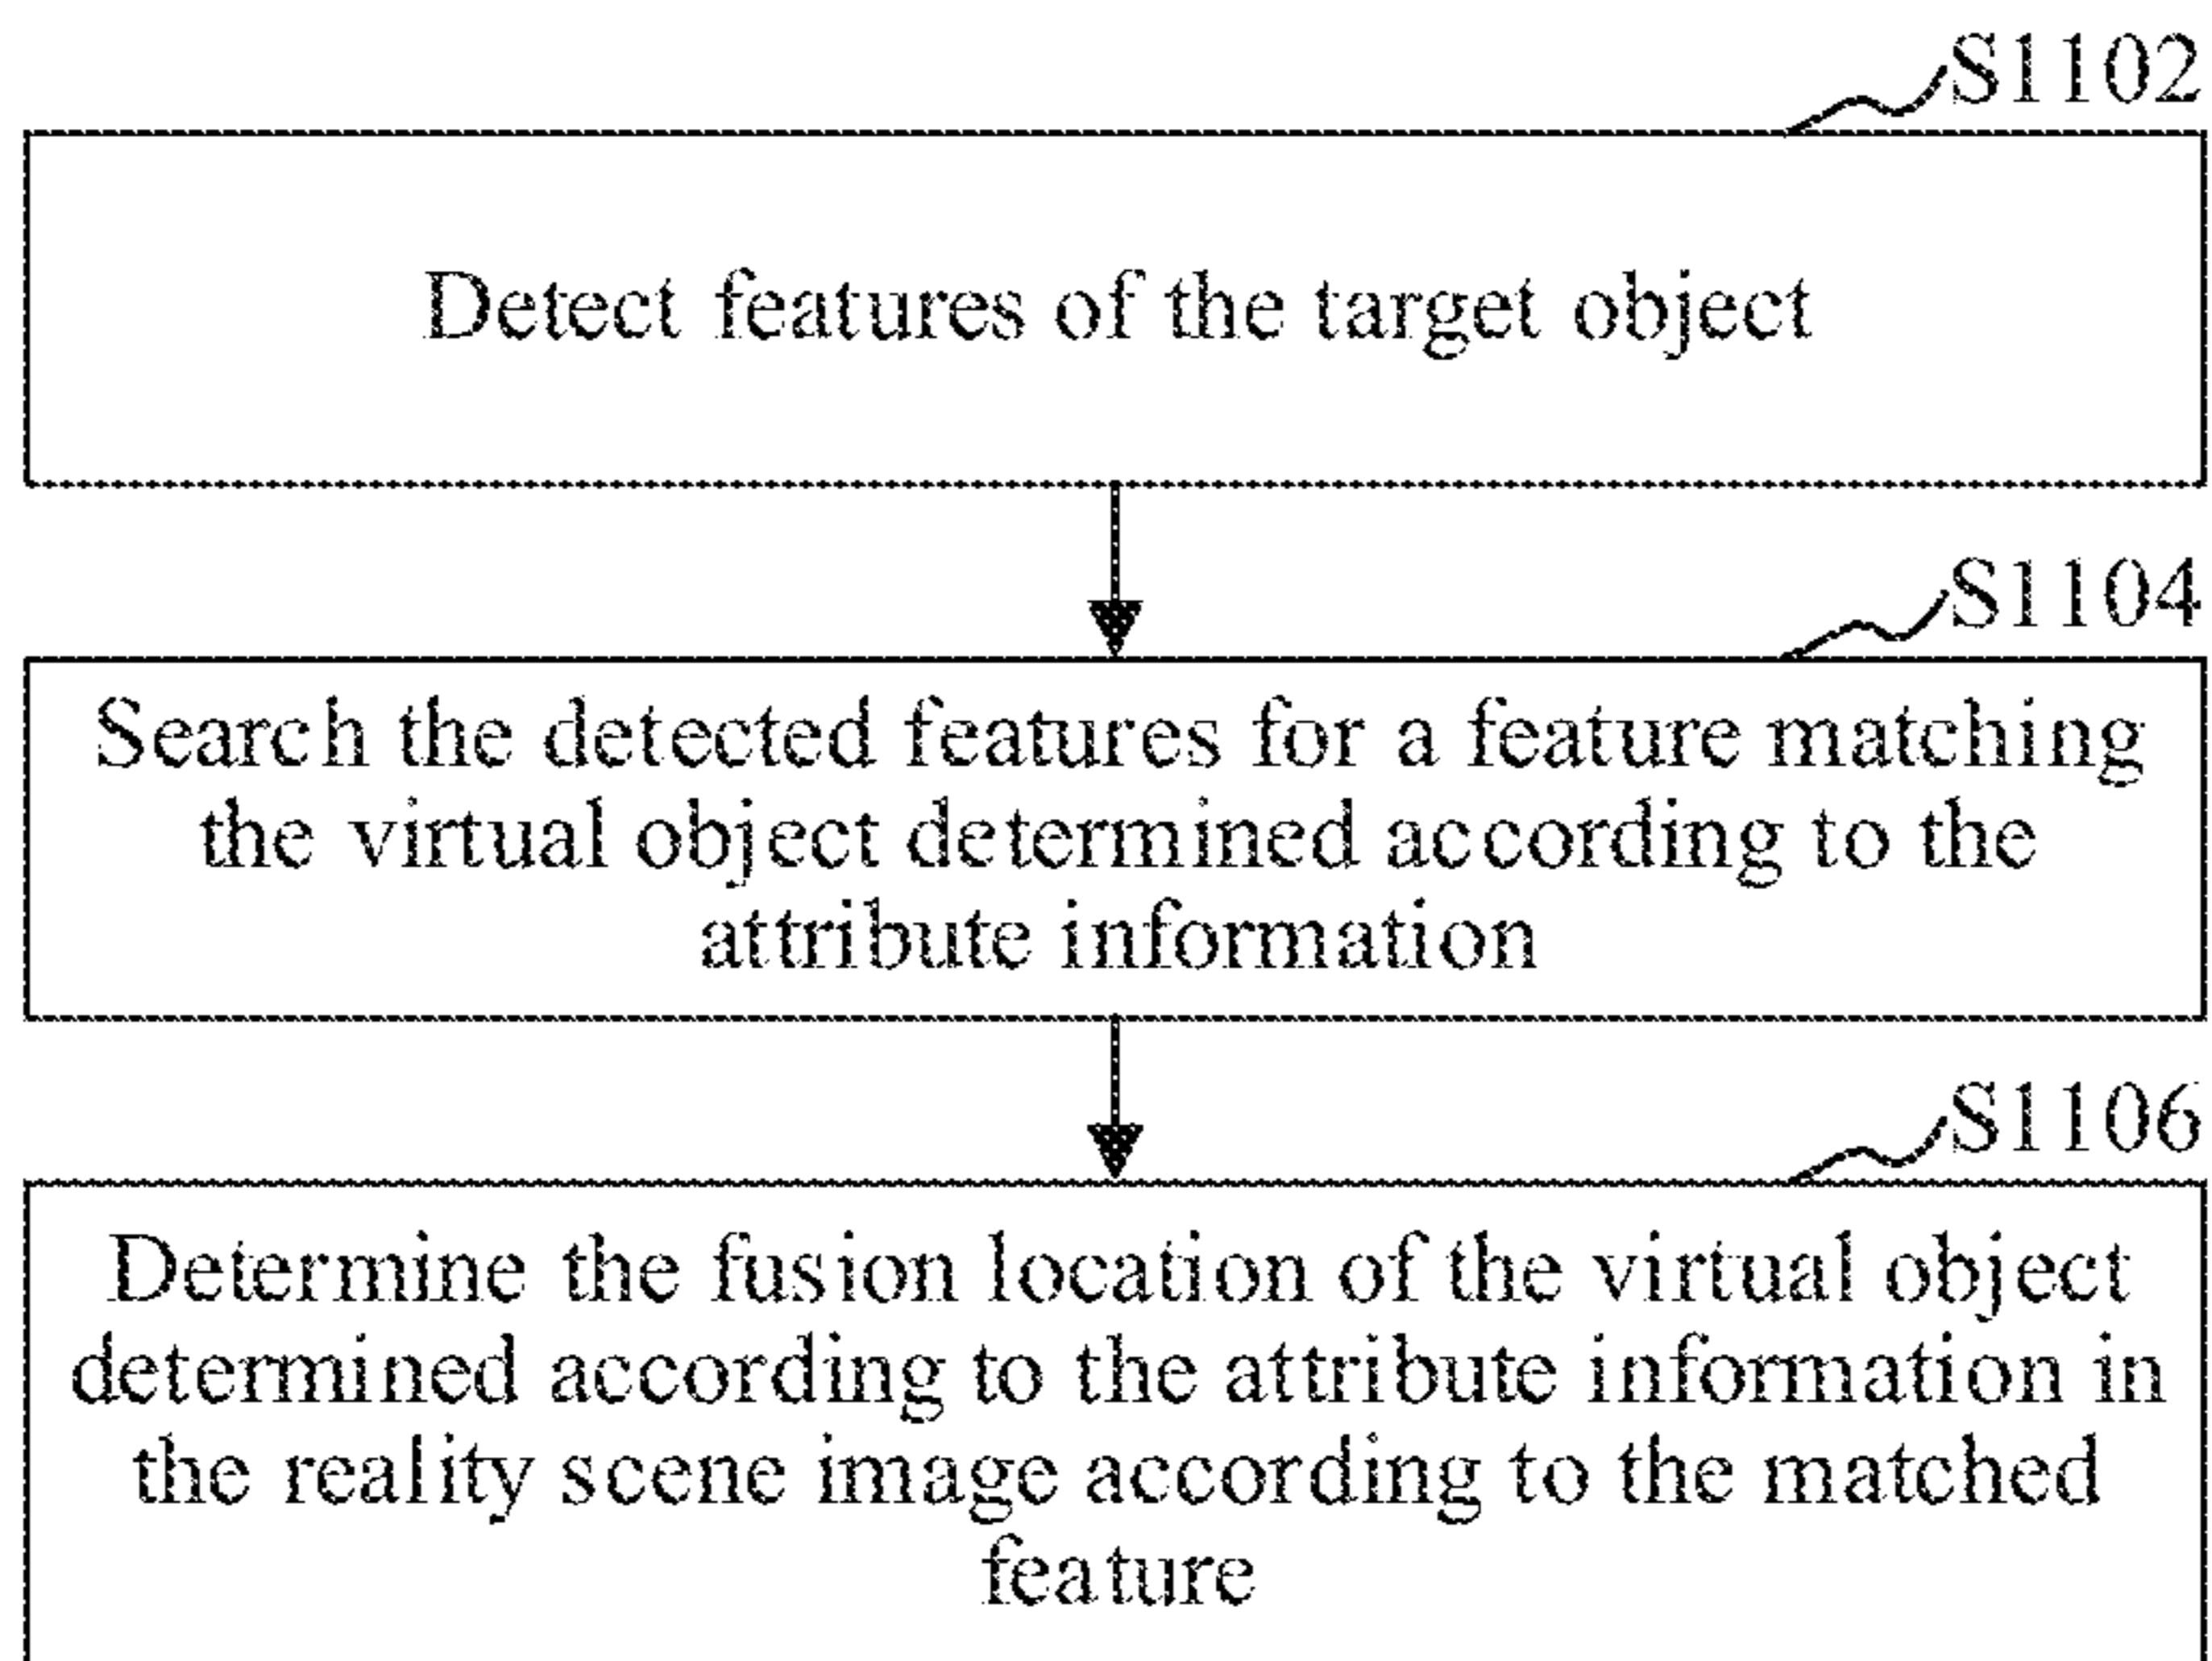 S1102
Detect features of the target object
S1104
Search the detected features for a feature matching
the virtual object determined according to the
attribute information
S1106
Determine the fusion location of the virtual object
determined according to the attribute information in
the reality scene image according to the matched
feature